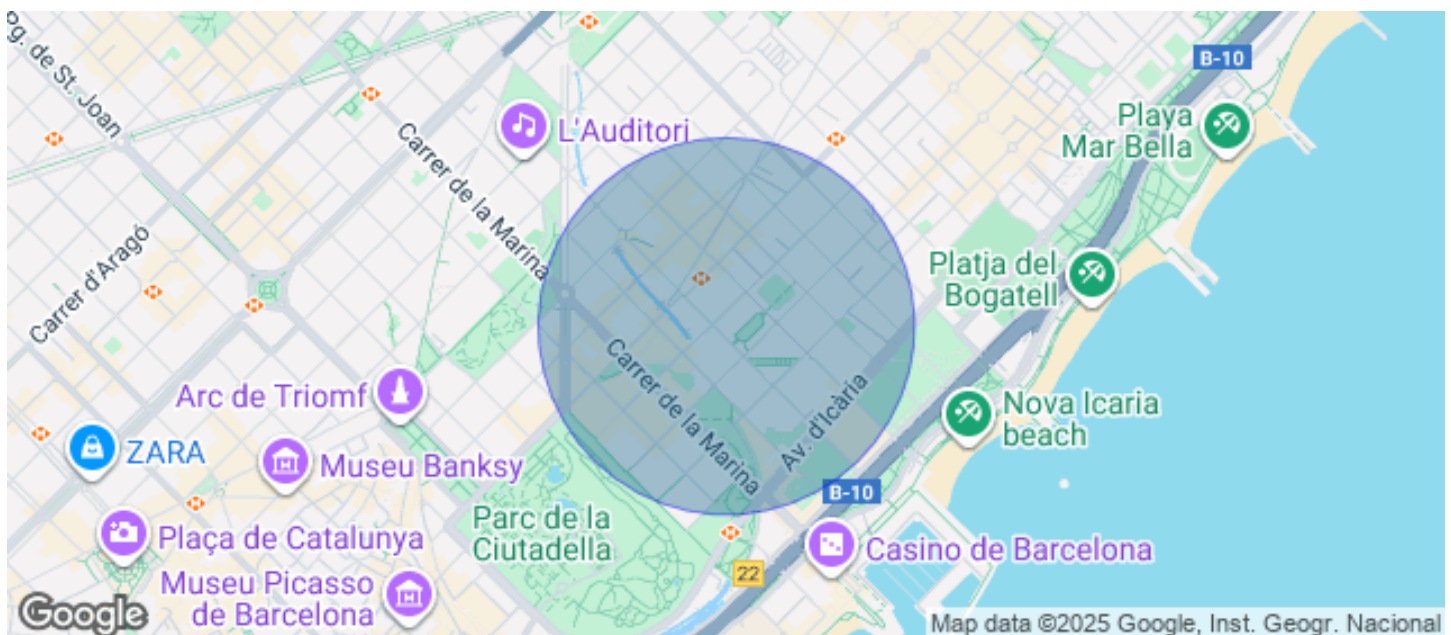 Pg. de St. Joan
B-10
Playa
Mar Bella
L'Auditori
Carrer de la Marina
Carrer d'Aragó
Platja del
Bogatell
Carrer de la Marina
Av. d'Icària
Arc de Triomf
Nova Icaria
beach
ZARA
Museu Banksy
B-10
Parc de la
Ciutadella
Plaça de Catalunya
Casino de Barcelona
22
Museu Picasso
de Barcelona
Google
Map data ©2025 Google, Inst. Geogr. Nacional